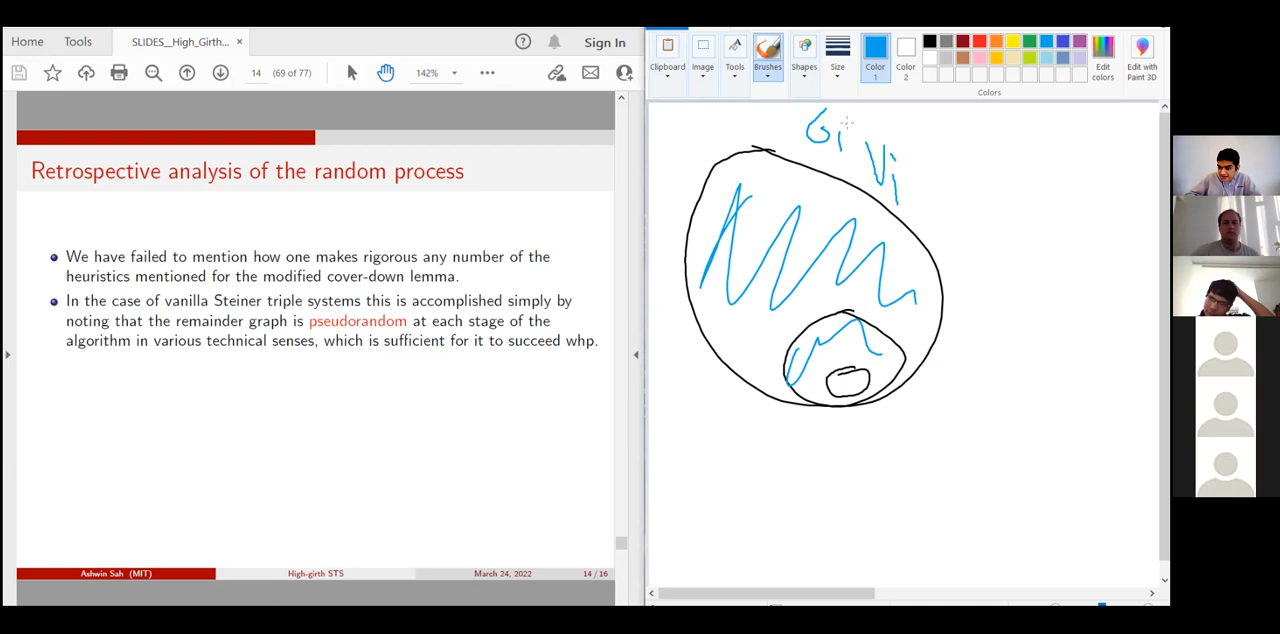 Home
Tools
SLIDES__High_Girth...
×
?
Sign In
14
(69 of 77)
142%
Retrospective analysis of the random process
We have failed to mention how one makes rigorous any number of the
heuristics mentioned for the modified cover-down lemma.
In the case of vanilla Steiner triple systems this is accomplished simply by
noting that the remainder graph is pseudorandom at each stage of the
algorithm in various technical senses, which is sufficient for it to succeed whp.
Ashwin Sah (MIT)
High-girth STS
March 24, 2022
14 / 16
Clipboard
Image
Tools
Brushes
Shapes
Size
Color
1
Color
2
Edit
colors
Edit with
Paint 3D
Colors
Gi
Vi